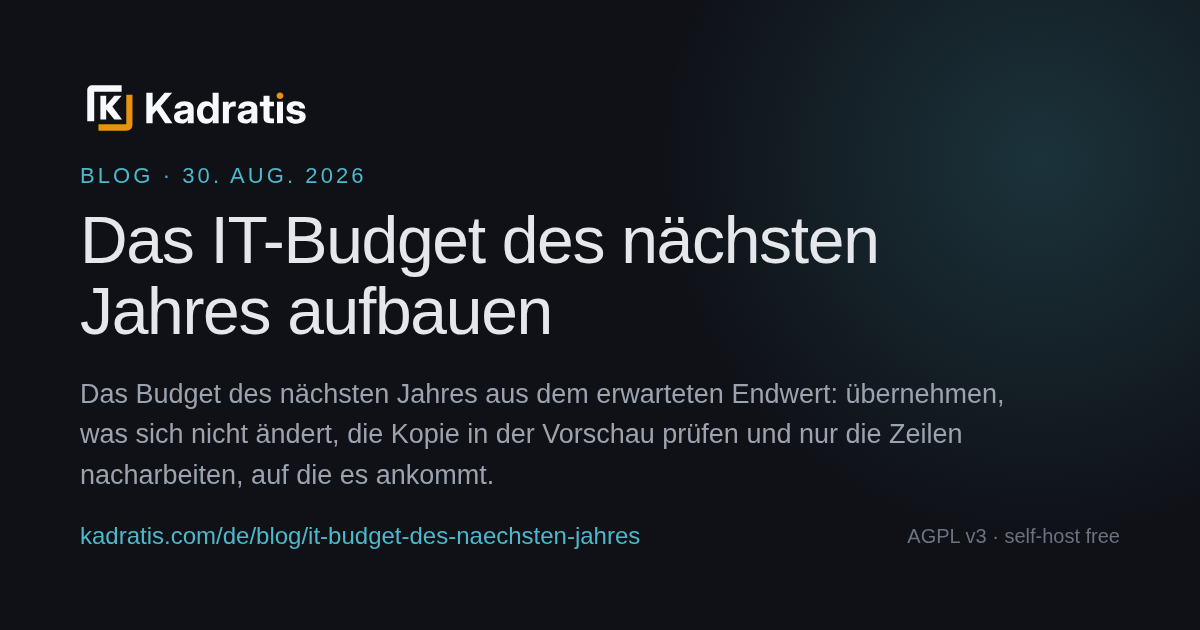 Kadratis
BLOG · 30. AUG. 2026
Das IT-Budget des nächsten
Jahres aufbauen
Das Budget des nächsten Jahres aus dem erwarteten Endwert: übernehmen,
was sich nicht ändert, die Kopie in der Vorschau prüfen und nur die Zeilen
nacharbeiten, auf die es ankommt.
kadratis.com/de/blog/it-budget-des-naechsten-jahres
AGPL v3 · self-host free